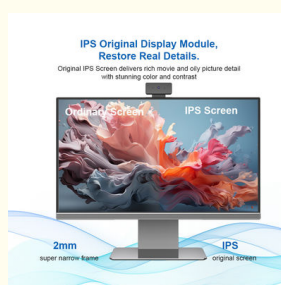 IPS Original Display Module,
Restore Real Details.
Original IPS Screen delivers rich movie and oily picture detail
with stunning color and contrast
Ordinary Screen IPS Screen
2mm IPS
super narrow frame original screen